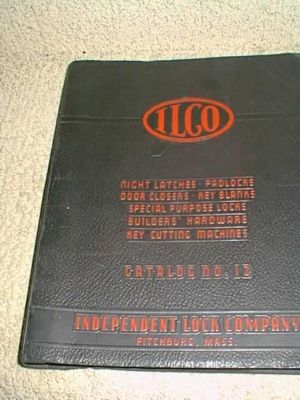 ILCO
NIGHT LATCHES · PADLOCKS
DOOR CLOSERS · KEY BLANKS
SPECIAL PURPOSE LOCKS
BUILDERS' HARDWARE
KEY CUTTING MACHINES
CATALOG NO. 12
INDEPENDENT LOCK COMPANY
FITCHBURG, MASS.